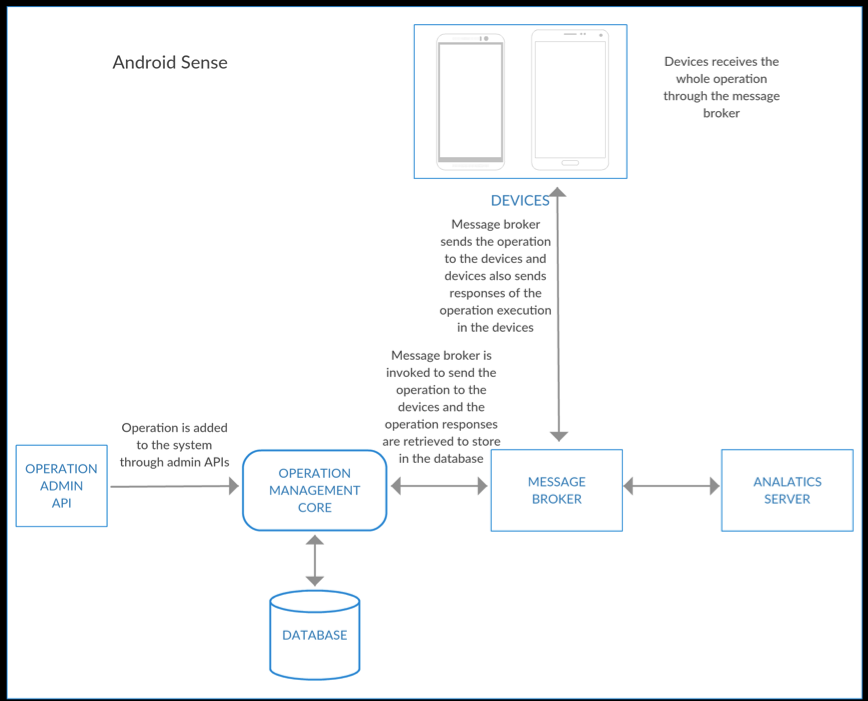 Android Sense
Devices receives the
whole operation
through the message
broker
DEVICES
Message broker
sends the operation
to the devices and
devices also sends
responses of the
operation execution
in the devices
Message broker is
invoked to send the
operation to the
devices and the
operation responses
are retrieved to store
in the database
Operation is added
to the system
through admin APIs
OPERATION
ADMIN
API
OPERATION
MANAGEMENT
CORE
MESSAGE
BROKER
ANALATICS
SERVER
DATABASE